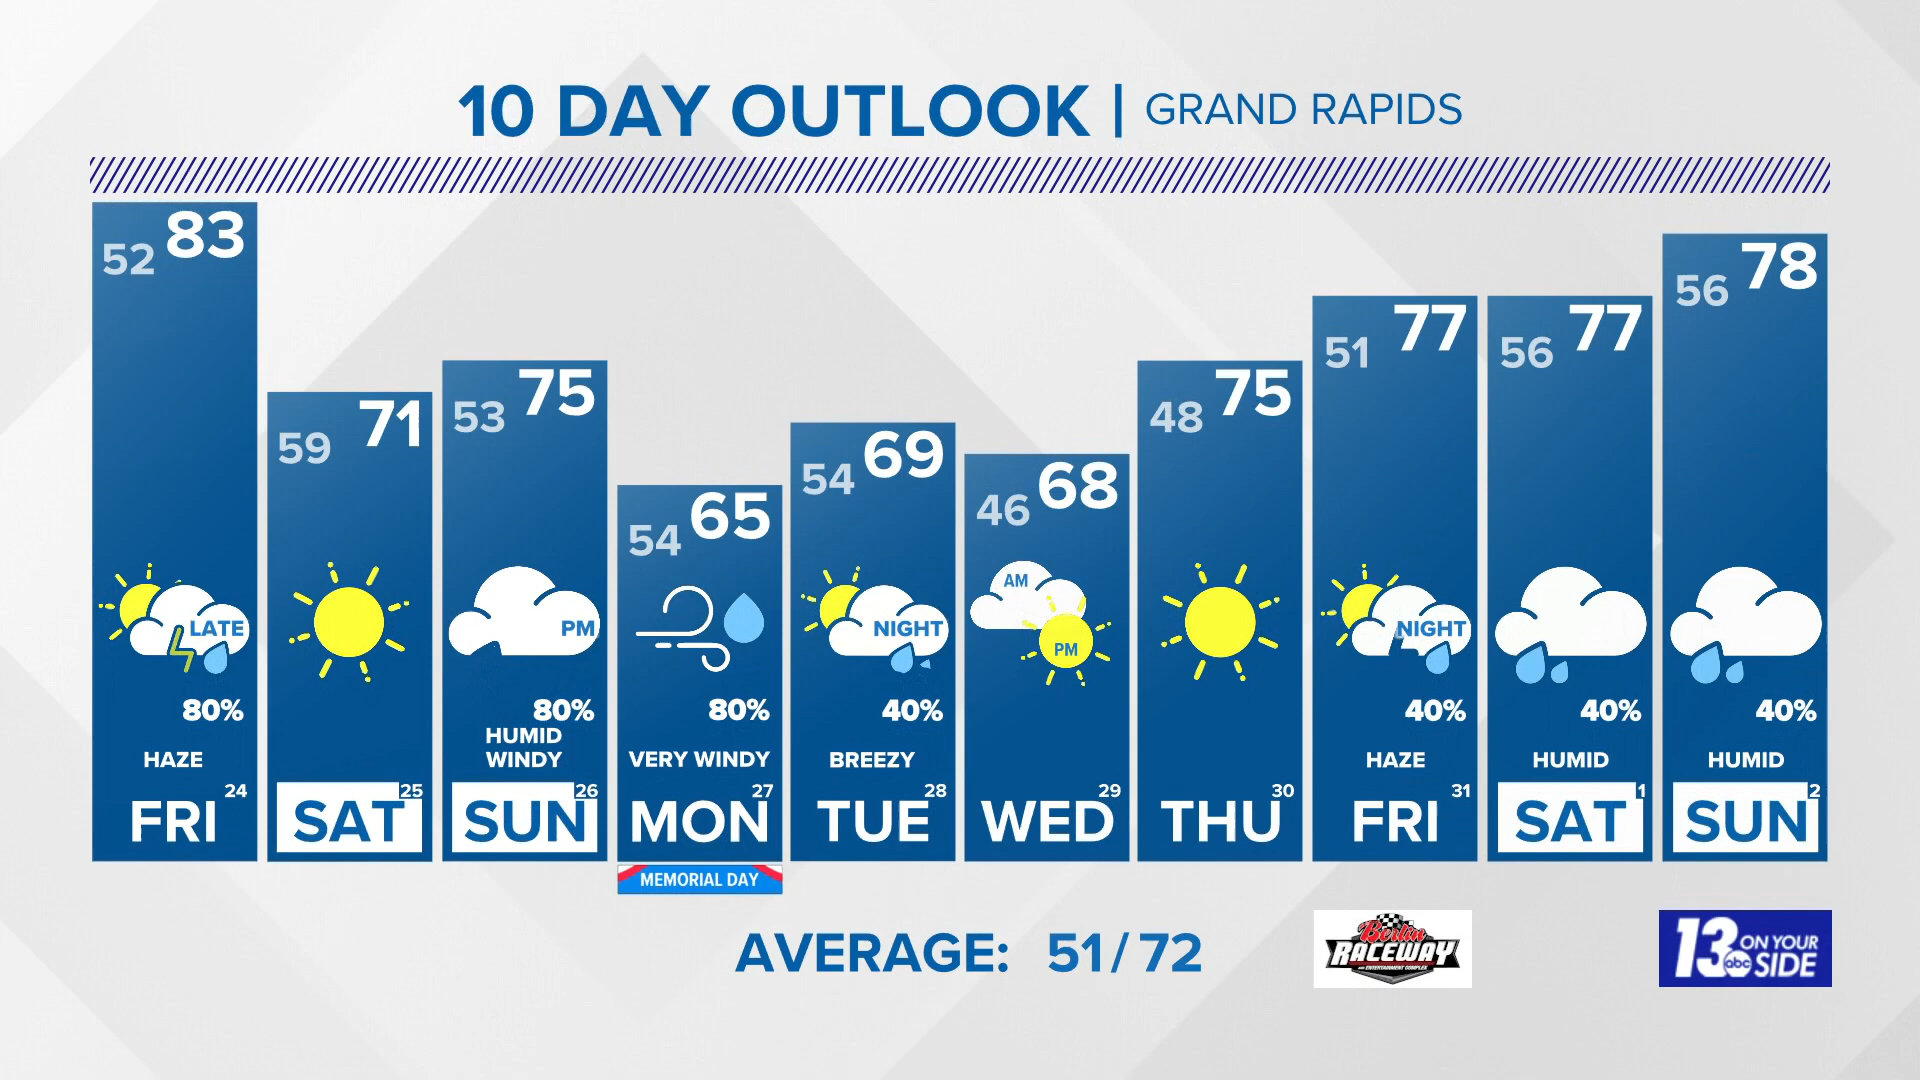 10 DAY OUTLOOK | GRAND RAPIDS
52 83
59 71
53 75
54 65
54 69
46 68
48 75
51 77
56 77
56 78
LATE
PM
NIGHT
AM
PM
NIGHT
80%
80%
80%
40%
40%
40%
40%
HAZE
HUMID
WINDY
VERY WINDY
BREEZY
HAZE
HUMID
HUMID
FRI 24
SAT 25
SUN 26
MON 27
TUE 28
WED 29
THU 30
FRI 31
SAT 1
SUN 2
MEMORIAL DAY
AVERAGE: 51/72
Berlin
RACEWAY
AND ENTERTAINMENT COMPLEX
13 abc ON YOUR
SIDE